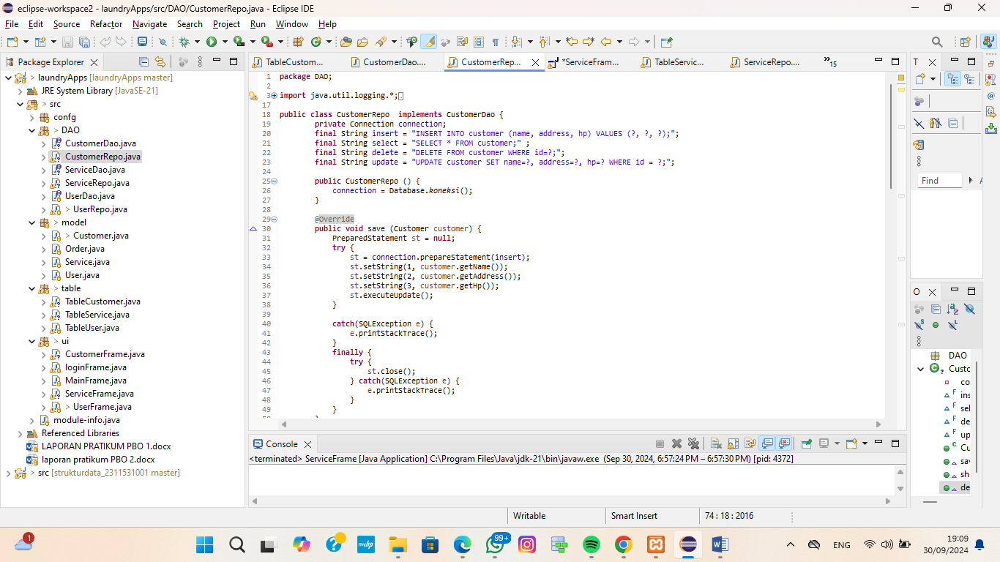 eclipse-workspace2 - laundryApps/src/DAO/CustomerRepo.java - Eclipse IDE
File Edit Source Refactor Navigate Search Project Run Window Help
Package Explorer
> laundryApps [laundryApps master]
JRE System Library [JavaSE-21]
> src
confg
> DAO
CustomerDao.java
CustomerRepo.java
ServiceDao.java
ServiceRepo.java
UserDao.java
> UserRepo.java
> model
> Customer.java
Order.java
Service.java
User.java
> table
TableCustomer.java
TableService.java
TableUser.java
> ui
CustomerFrame.java
loginFrame.java
MainFrame.java
ServiceFrame.java
> UserFrame.java
module-info.java
Referenced Libraries
LAPORAN PRATIKUM PBO 1.docx
laporan pratikum PBO 2.docx
> src [strukturdata_2311531001 master]
TableCustom... CustomerDao.... CustomerRep... *ServiceFram... TableServic... ServiceRepo.... »15
1 package DAO;
2
3 import java.util.logging.*;
17
18 public class CustomerRepo  implements CustomerDao {
19 private Connection connection;
20 final String insert = "INSERT INTO customer (name, address, hp) VALUES (?, ?, ?);";
21 final String select = "SELECT * FROM customer;" ;
22 final String delete = "DELETE FROM customer WHERE id=?;";
23 final String update = "UPDATE customer SET name=?, address=?, hp=? WHERE id = ?;";
24
25 public CustomerRepo () {
26 connection = Database.koneksi();
27 }
28
29 @Override
30 public void save (Customer customer) {
31 PreparedStatement st = null;
32 try {
33 st = connection.prepareStatement(insert);
34 st.setString(1, customer.getName());
35 st.setString(2, customer.getAddress());
36 st.setString(3, customer.getHp());
37 st.executeUpdate();
38 }
39
40 catch(SQLException e) {
41 e.printStackTrace();
42 }
43 finally {
44 try {
45 st.close();
46 } catch(SQLException e) {
47 e.printStackTrace();
48 }
49 }
Console
<terminated> ServiceFrame [Java Application] C:\Program Files\Java\jdk-21\bin\javaw.exe (Sep 30, 2024, 6:57:24 PM – 6:57:30 PM) [pid: 4372]
T
Find
O
DAO
Custc
co
ins
sel
de
up
Cu
sav
sh
de
Writable
Smart Insert
74 : 18 : 2016
1
myhp
99+
ENG
19:09
30/09/2024